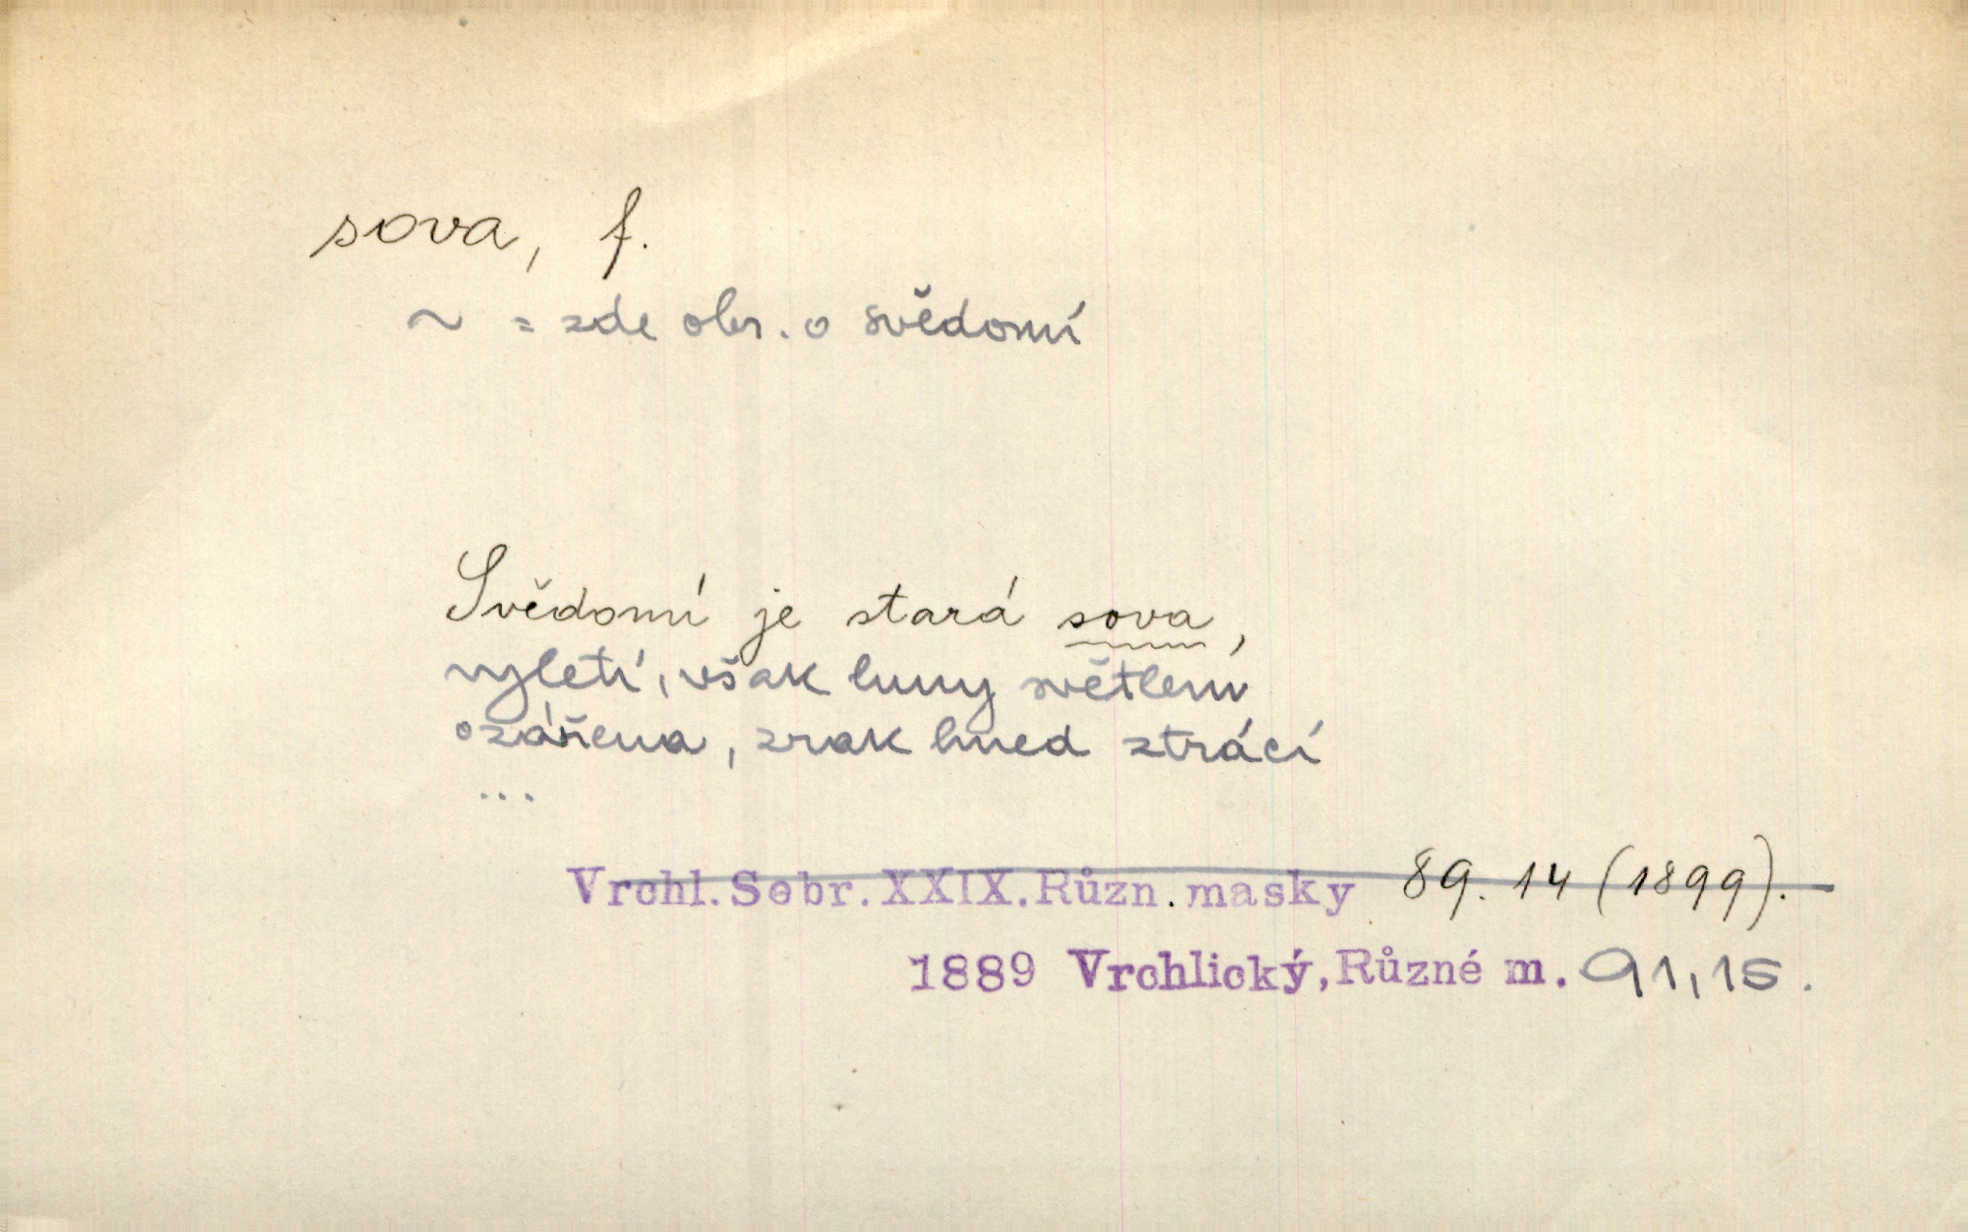 sova, f.
~ = zde obr. o svědomí
Svědomí je stará sova,
vyletí, však luny světlem
ozářena, zrak hned ztrácí
...
Vrchl. Sebr. XXIX. Různ. masky 89. 14 (1899).
1889 Vrchlický, Různé m. 91,15.